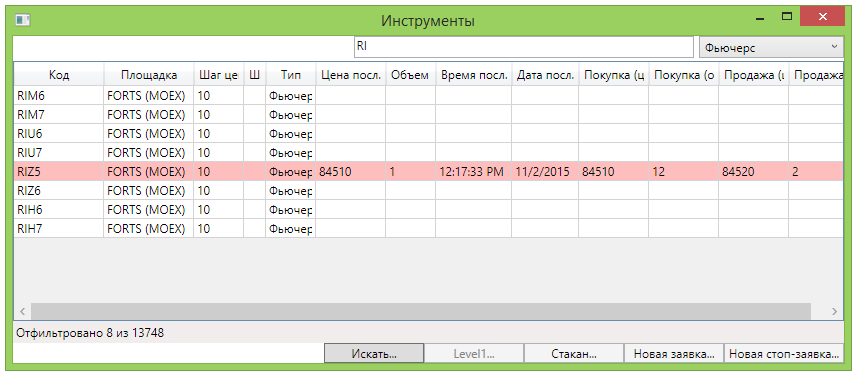 Инструменты
RI Фьючерс
Код Площадка Шаг це Ш Тип Цена посл. Объем Время посл. Дата посл. Покупка (ц Покупка (о Продажа (ц Продажа
RIM6 FORTS (MOEX) 10 Фьючер
RIM7 FORTS (MOEX) 10 Фьючер
RIU6 FORTS (MOEX) 10 Фьючер
RIU7 FORTS (MOEX) 10 Фьючер
RIZ5 FORTS (MOEX) 10 Фьючер 84510 1 12:17:33 PM 11/2/2015 84510 12 84520 2
RIZ6 FORTS (MOEX) 10 Фьючер
RIH6 FORTS (MOEX) 10 Фьючер
RIH7 FORTS (MOEX) 10 Фьючер
Отфильтровано 8 из 13748
Искать... Level1... Стакан... Новая заявка... Новая стоп-заявка...